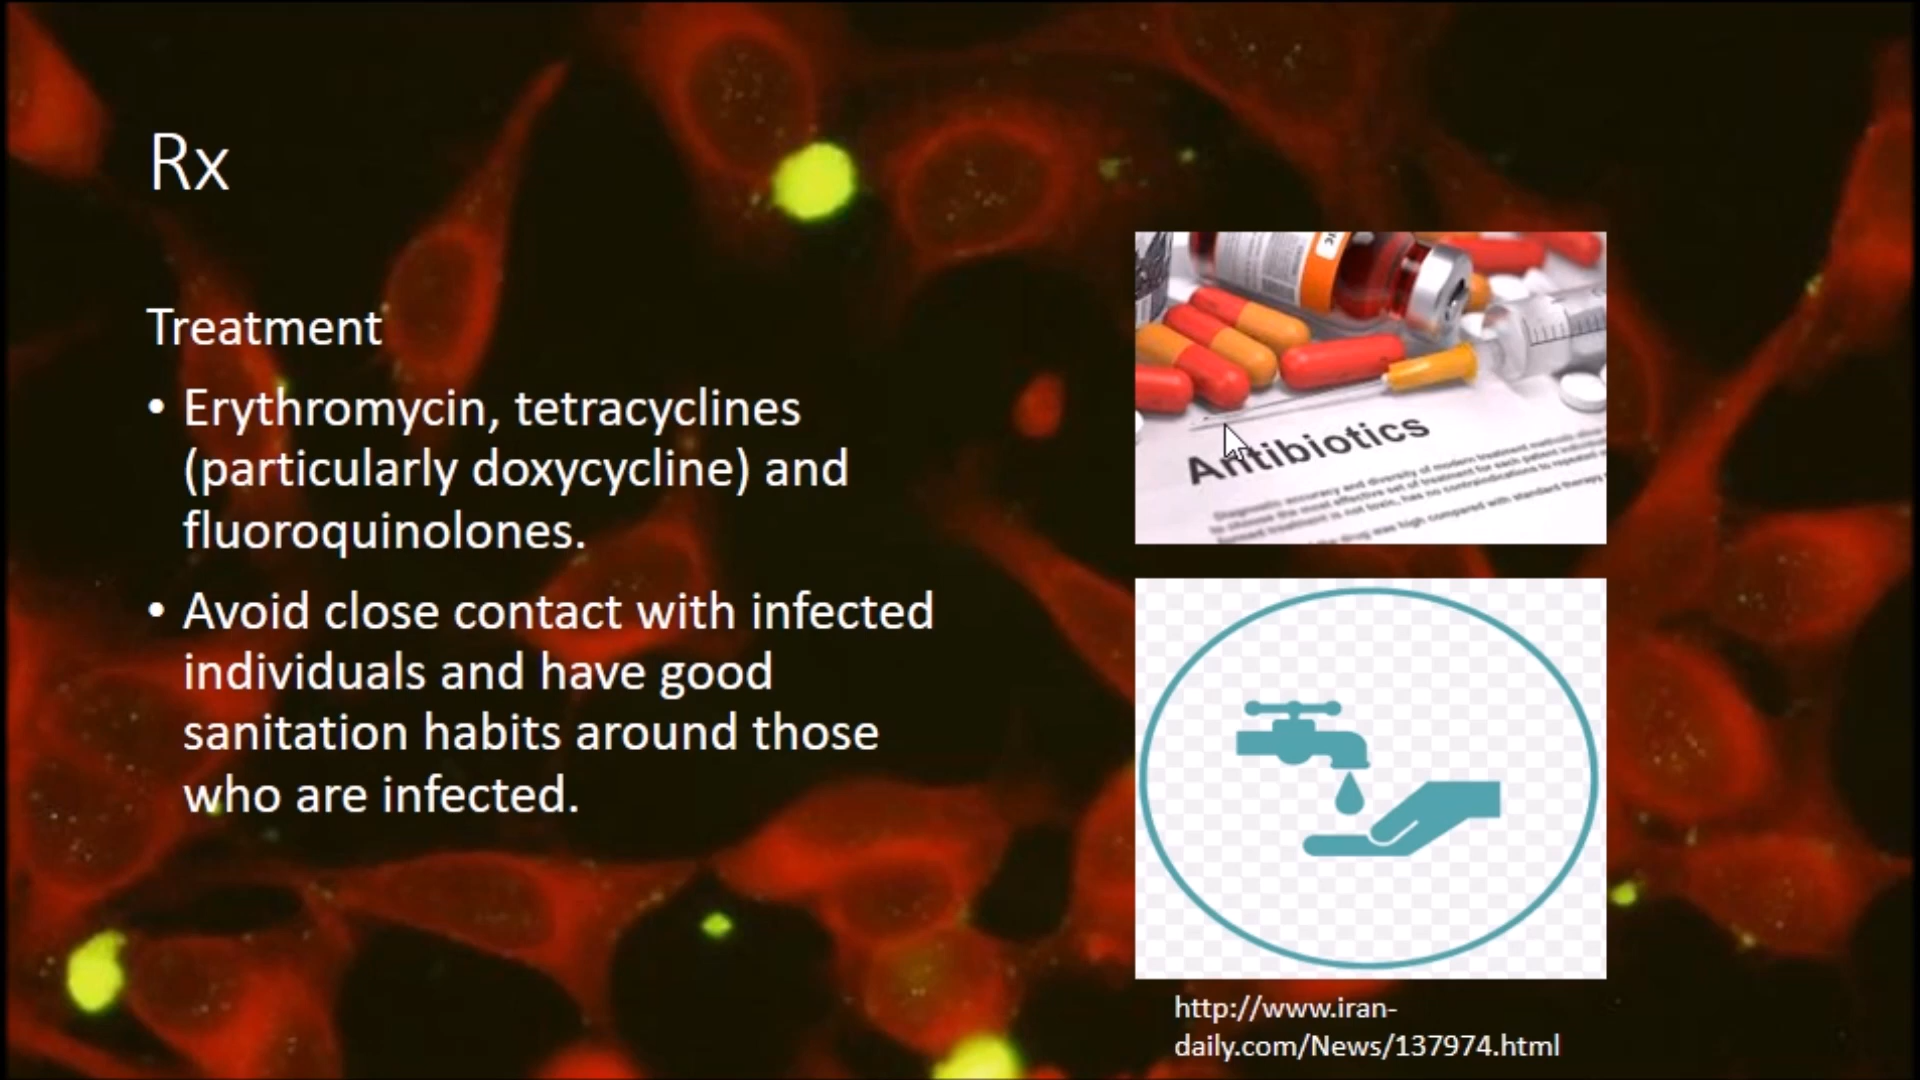 Rx
Treatment
• Erythromycin, tetracyclines
(particularly doxycycline) and
fluoroquinolones.
• Avoid close contact with infected
individuals and have good
sanitation habits around those
who are infected.
Antibiotics
http://www.iran-
daily.com/News/137974.html